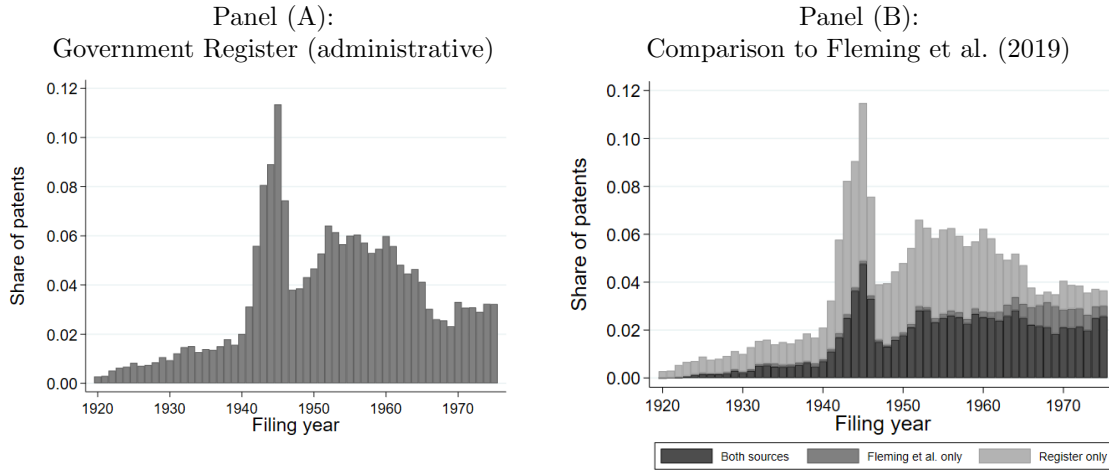 Panel (A):
Government Register (administrative)
0.12
0.10
0.08
0.06
0.04
0.02
0.00
Share of patents
1920 1930 1940 1950 1960 1970
Filing year
Panel (B):
Comparison to Fleming et al. (2019)
0.12
0.10
0.08
0.06
0.04
0.02
0.00
Share of patents
1920 1930 1940 1950 1960 1970
Filing year
Both sources Fleming et al. only Register only